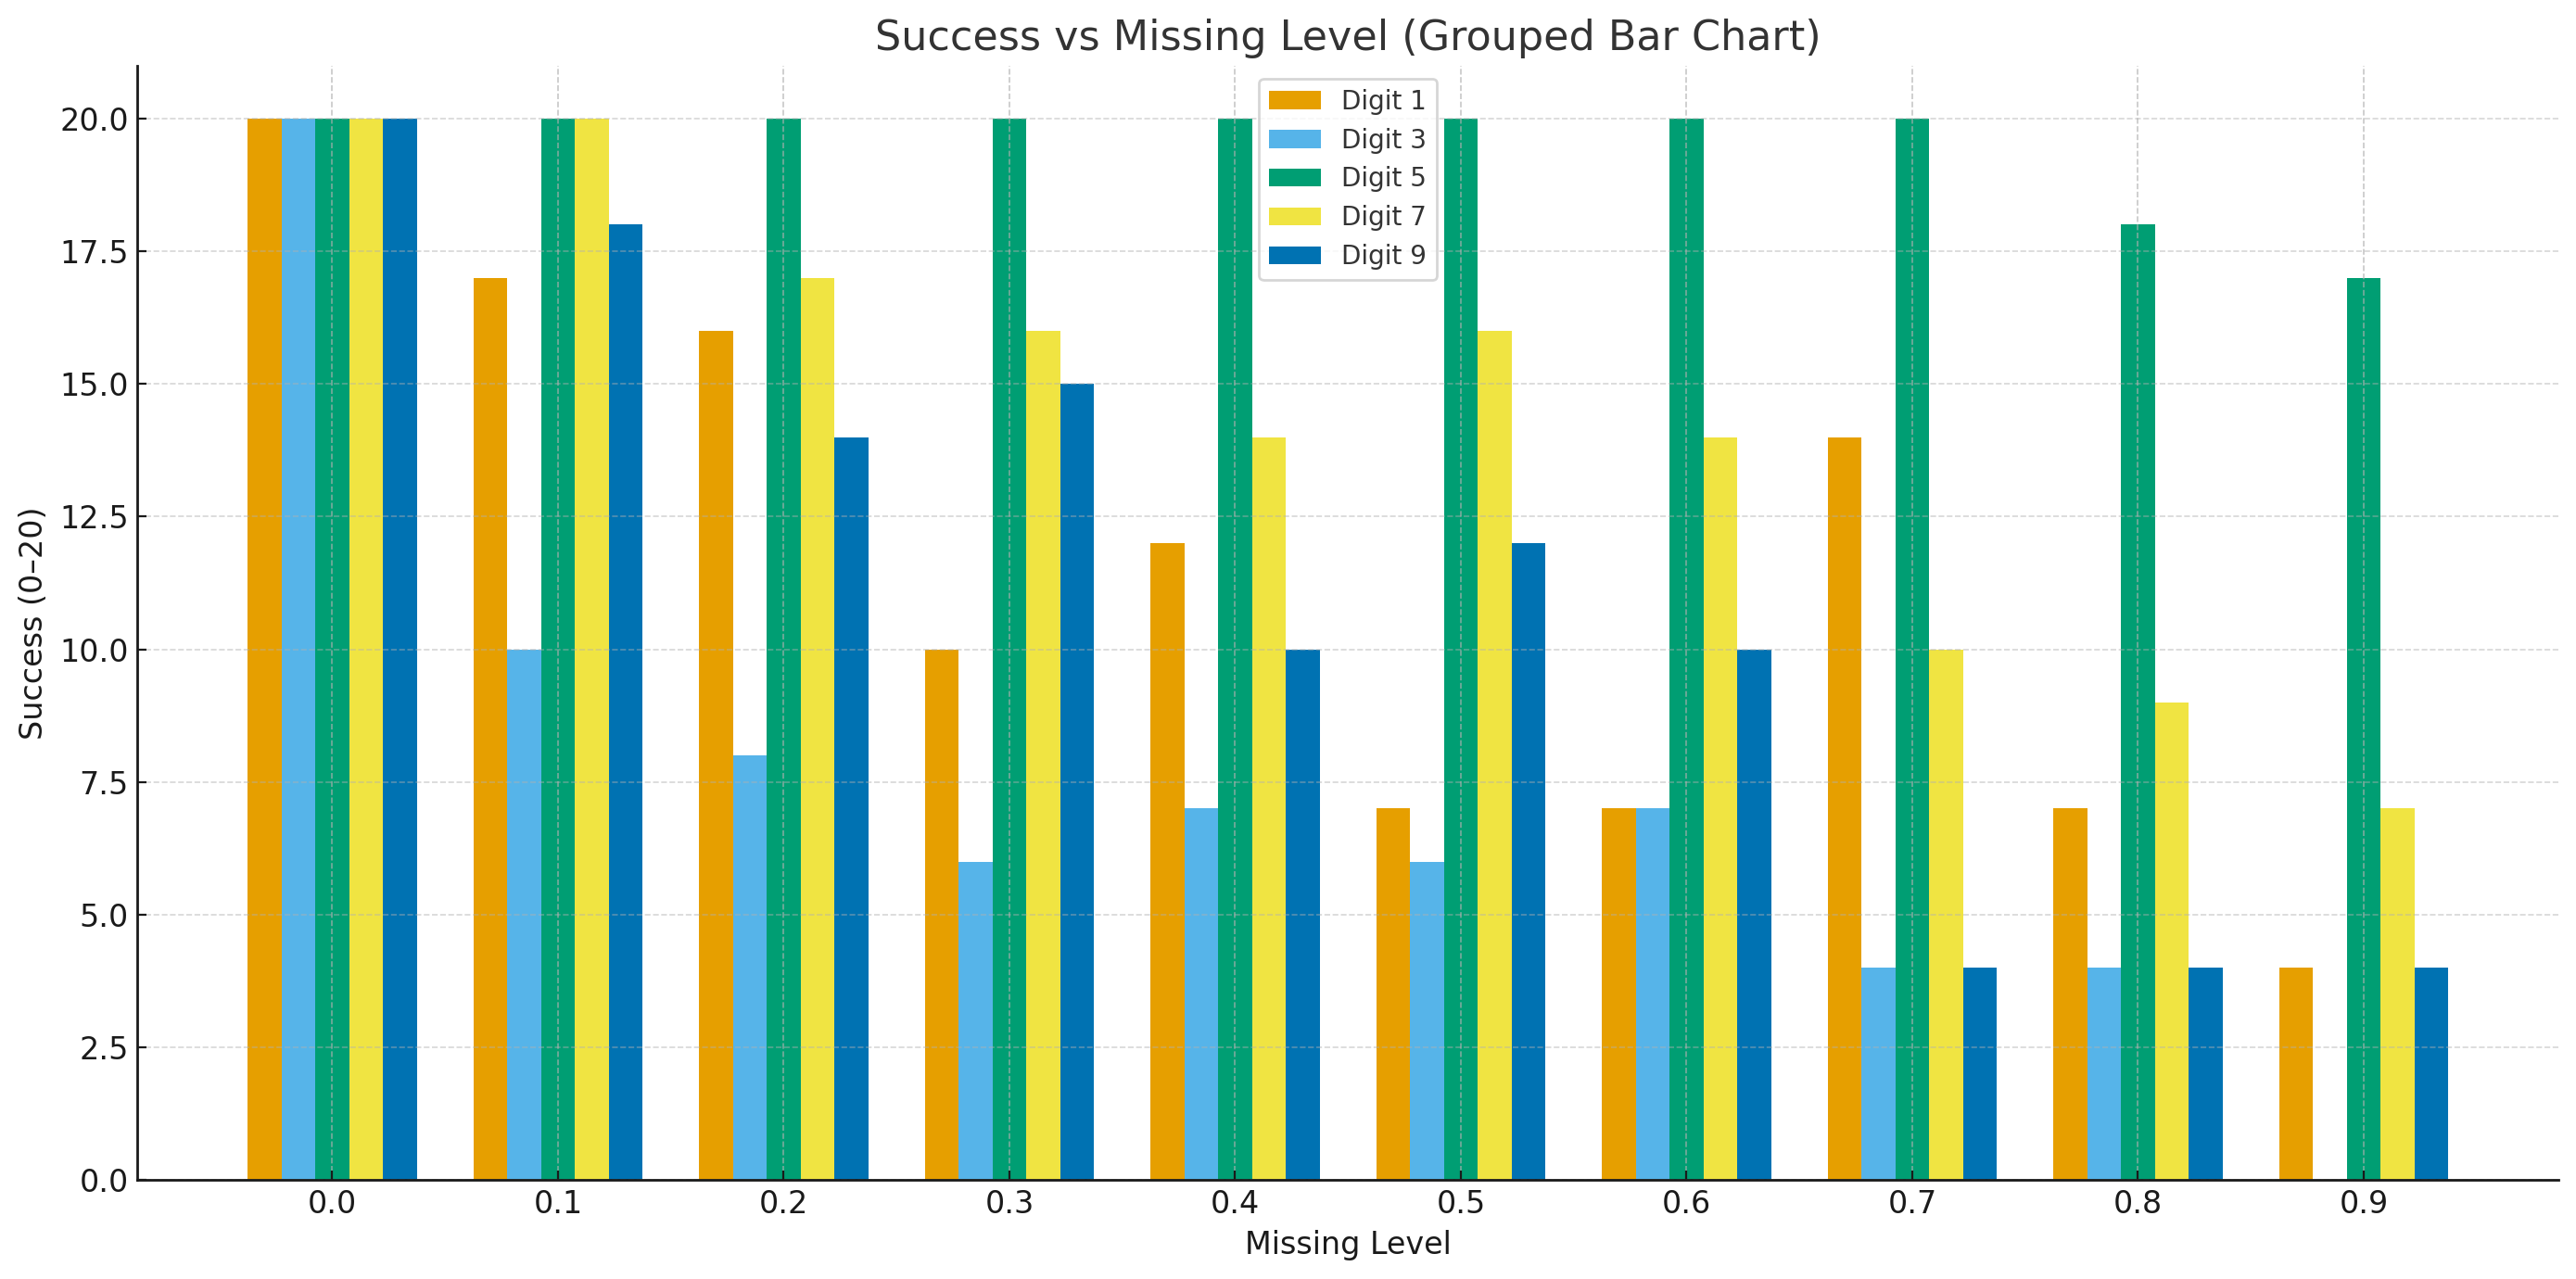 Success vs Missing Level (Grouped Bar Chart)
Digit 1
Digit 3
Digit 5
Digit 7
Digit 9
Success (0–20)
20.0
17.5
15.0
12.5
10.0
7.5
5.0
2.5
0.0
0.0 0.1 0.2 0.3 0.4 0.5 0.6 0.7 0.8 0.9
Missing Level